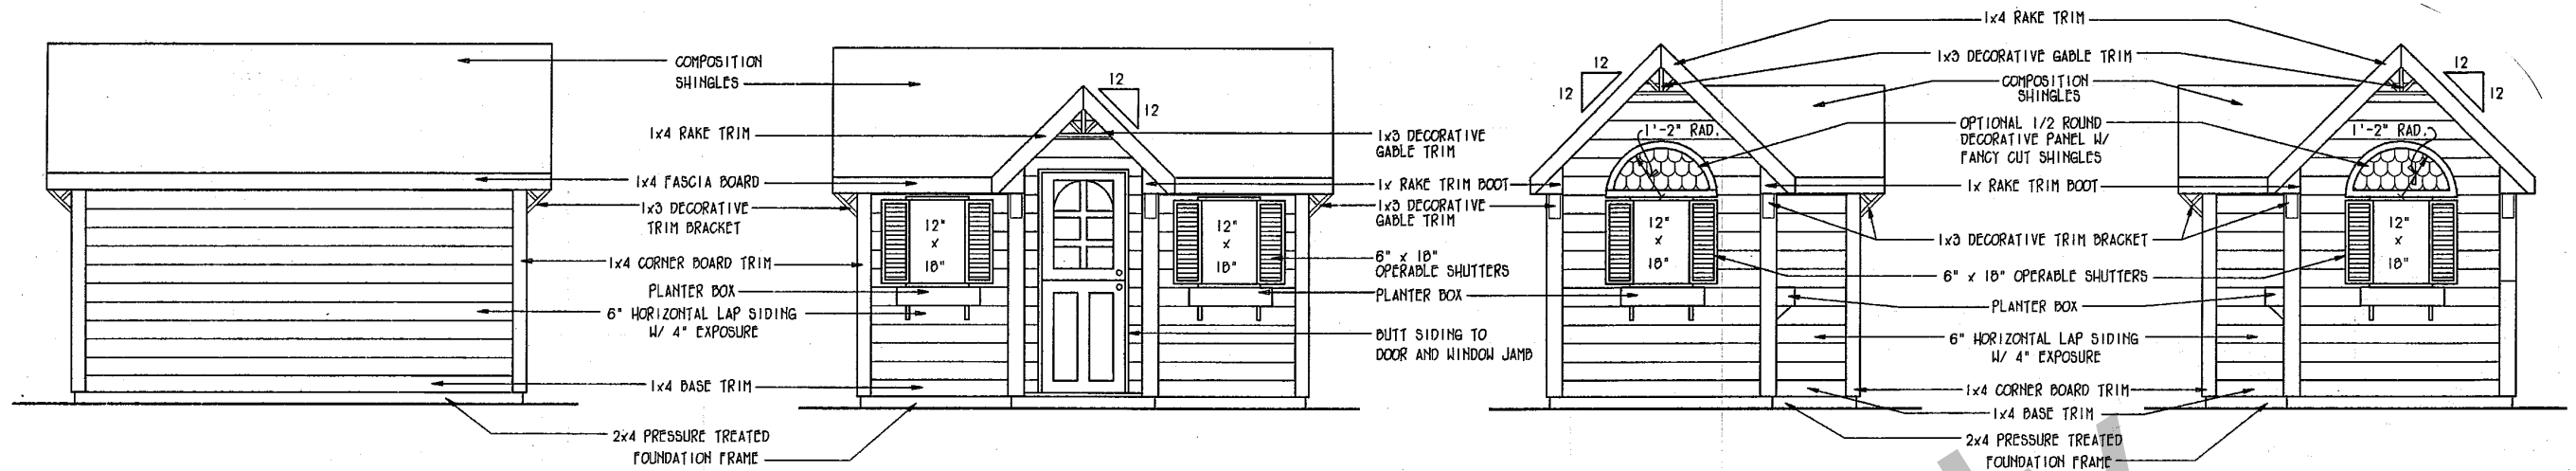 COMPOSITION
SHINGLES
1x4 RAKE TRIM
1x4 FASCIA BOARD
1x3 DECORATIVE
TRIM BRACKET
1x4 CORNER BOARD TRIM
PLANTER BOX
6" HORIZONTAL LAP SIDING
W/ 4" EXPOSURE
1x4 BASE TRIM
2x4 PRESSURE TREATED
FOUNDATION FRAME
12
12
12"
x
18"
12"
x
18"
1x3 DECORATIVE
GABLE TRIM
1x RAKE TRIM BOOT
1x3 DECORATIVE
GABLE TRIM
6" x 18"
OPERABLE SHUTTERS
PLANTER BOX
BUTT SIDING TO
DOOR AND WINDOW JAMB
12
12
1'-2" RAD.
12"
x
18"
1x4 RAKE TRIM
1x3 DECORATIVE GABLE TRIM
COMPOSITION
SHINGLES
OPTIONAL 1/2 ROUND
DECORATIVE PANEL W/
FANCY CUT SHINGLES
1x RAKE TRIM BOOT
1x3 DECORATIVE TRIM BRACKET
6" x 18" OPERABLE SHUTTERS
PLANTER BOX
6" HORIZONTAL LAP SIDING
W/ 4" EXPOSURE
1x4 CORNER BOARD TRIM
1x4 BASE TRIM
2x4 PRESSURE TREATED
FOUNDATION FRAME
12
12
1'-2" RAD.
12"
x
18"